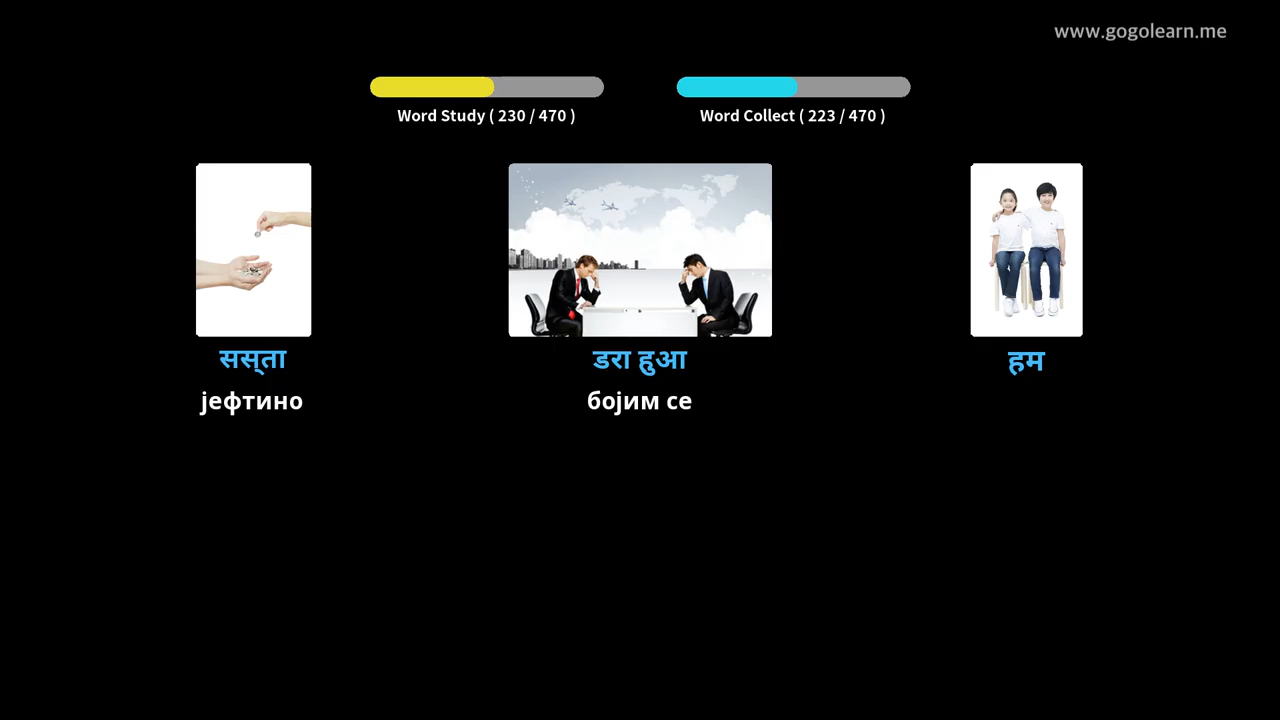 www.gogolearn.me
Word Study ( 230 / 470 )
Word Collect ( 223 / 470 )
सस्ता
डरा हुआ
हम
јефтино
бојим се